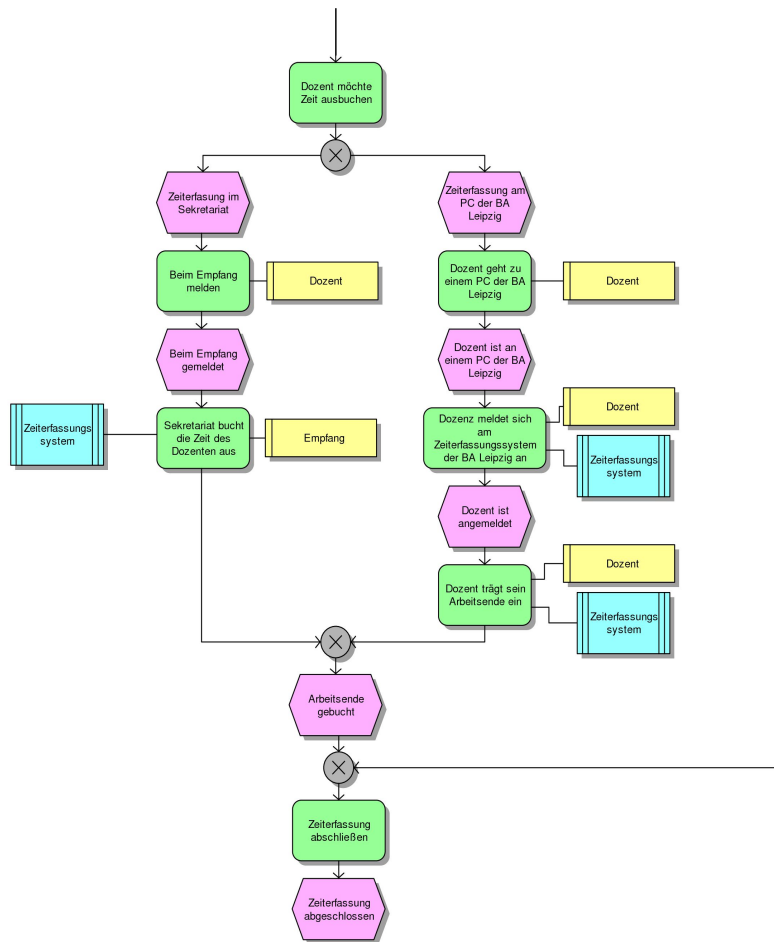 Dozent möchte
Zeit ausbuchen
Zeiterfasung im
Sekretariat
Zeiterfassung am
PC der BA
Leipzig
Beim Empfang
melden
Dozent
Dozent geht zu
einem PC der BA
Leipzig
Dozent
Beim Empfang
gemeldet
Dozent ist an
einem PC der BA
Leipzig
Zeiterfassungs
system
Sekretariat bucht
die Zeit des
Dozenten aus
Empfang
Dozenz meldet sich
am
Zeiterfassungssystem
der BA Leipzig an
Dozent
Zeiterfassungs
system
Dozent ist
angemeldet
Dozent trägt sein
Arbeitsende ein
Dozent
Zeiterfassungs
system
Arbeitsende
gebucht
Zeiterfassung
abschließen
Zeiterfassung
abgeschlossen